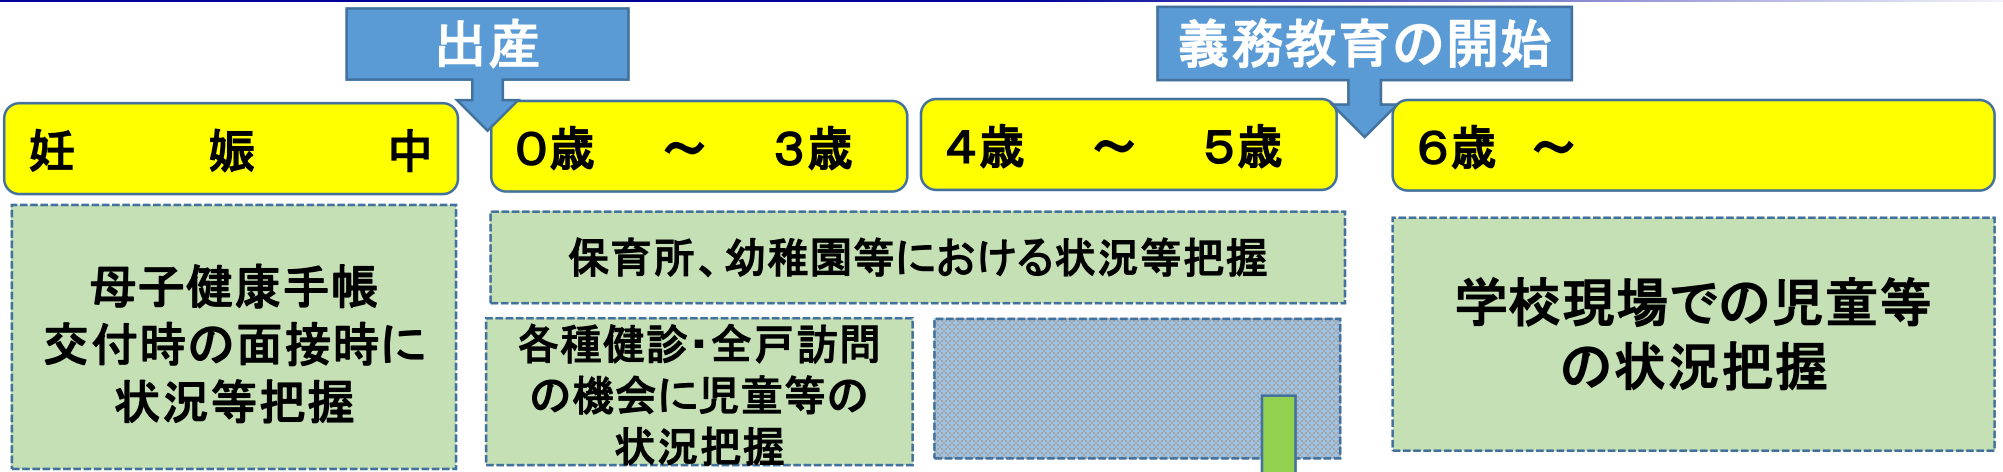 出産
義務教育の開始
妊娠中
０歳　～　３歳
４歳　～　５歳
６歳　～
母子健康手帳
交付時の面接時に
状況等把握
保育所、幼稚園等における状況等把握
各種健診・全戸訪問
の機会に児童等の
状況把握
学校現場での児童等
の状況把握